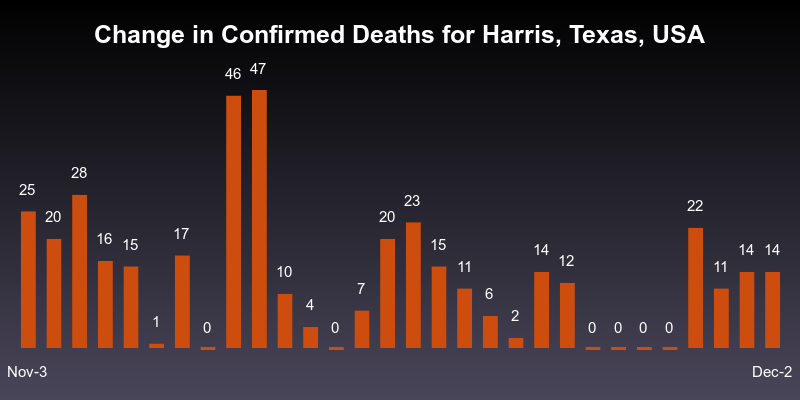 Change in Confirmed Deaths for Harris, Texas, USA
25 20 28 16 15 1 17 0 46 47 10 4 0 7 20 23 15 11 6 2 14 12 0 0 0 0 22 11 14 14
Nov-3 Dec-2